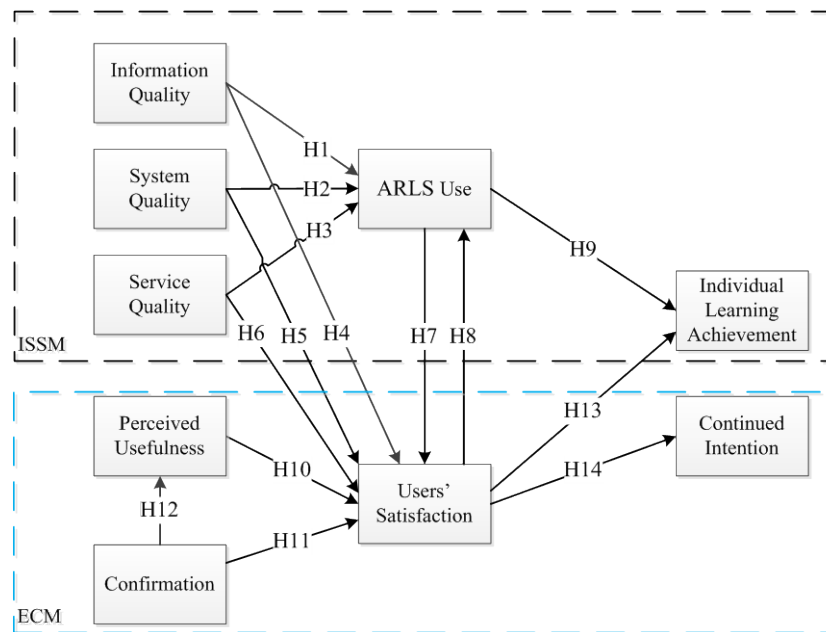 Information
Quality
H1
System
Quality
H2
ARLS Use
H3
Service
Quality
H9
Individual
Learning
Achievement
H6
H5
H4
H7
H8
ISSM
Perceived
Usefulness
H10
H13
Continued
Intention
H14
Users'
Satisfaction
H12
H11
Confirmation
ECM